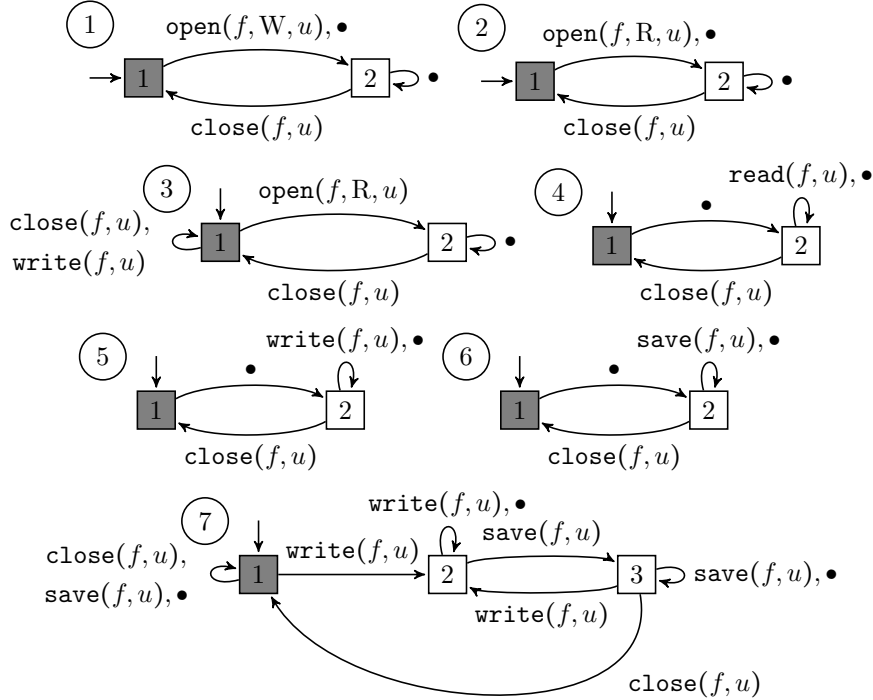 1
open(f, W, u), •
1
2
•
close(f, u)
2
open(f, R, u), •
1
2
•
close(f, u)
3
open(f, R, u)
close(f, u),
write(f, u)
1
2
•
close(f, u)
4
read(f, u), •
•
1
2
close(f, u)
5
write(f, u), •
•
1
2
close(f, u)
6
save(f, u), •
•
1
2
close(f, u)
7
write(f, u), •
close(f, u),
save(f, u), •
1
write(f, u)
2
save(f, u)
3
save(f, u), •
write(f, u)
close(f, u)